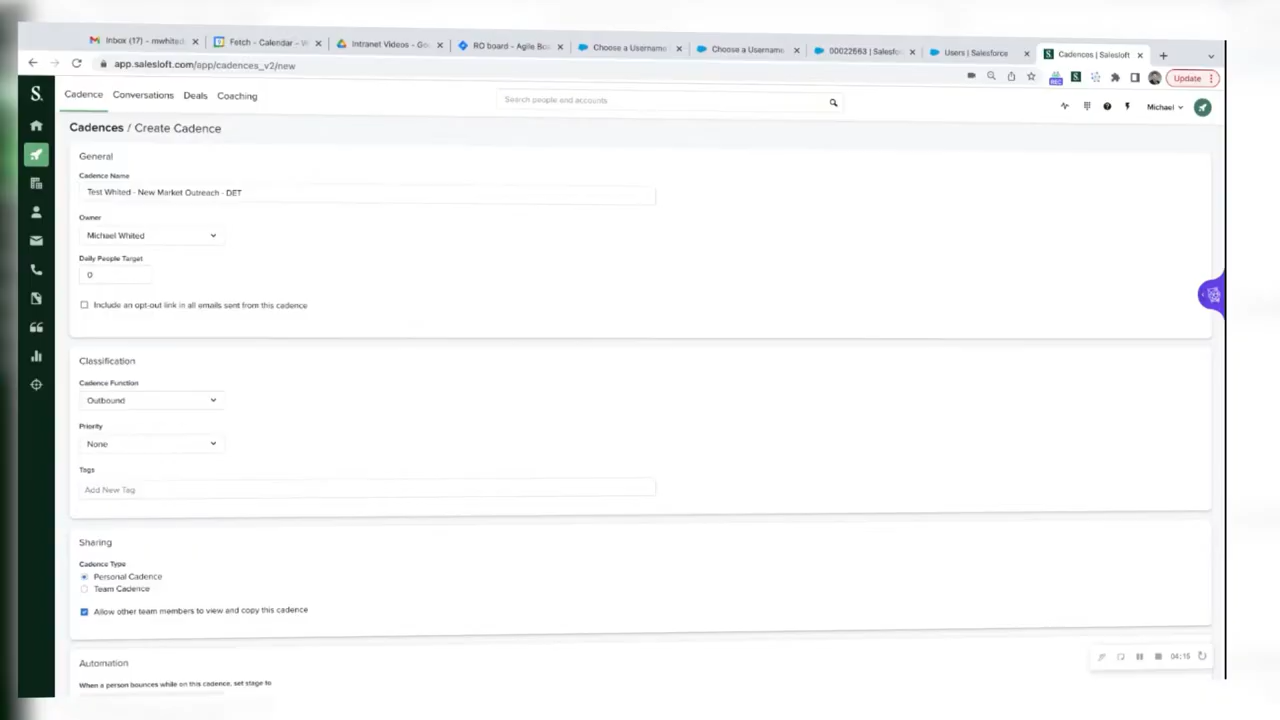 Inbox (17) - mwhited
Fetch - Calendar - W
Intranet Videos - Goo
RO board - Agile Boa
Choose a Username
Choose a Username
00022563 | Salesfo
Users | Salesforce
Cadences | Salesloft
app.salesloft.com/app/cadences_v2/new
Update
S.
Cadence Conversations Deals Coaching
Search people and accounts
Michael
Cadences / Create Cadence
General
Cadence Name
Test Whited - New Market Outreach - DET
Owner
Michael Whited
Daily People Target
0
Include an opt-out link in all emails sent from this cadence
Classification
Cadence Function
Outbound
Priority
None
Tags
Add New Tag
Sharing
Cadence Type
Personal Cadence
Team Cadence
Allow other team members to view and copy this cadence
Automation
When a person bounces while on this cadence, set stage to
04:15